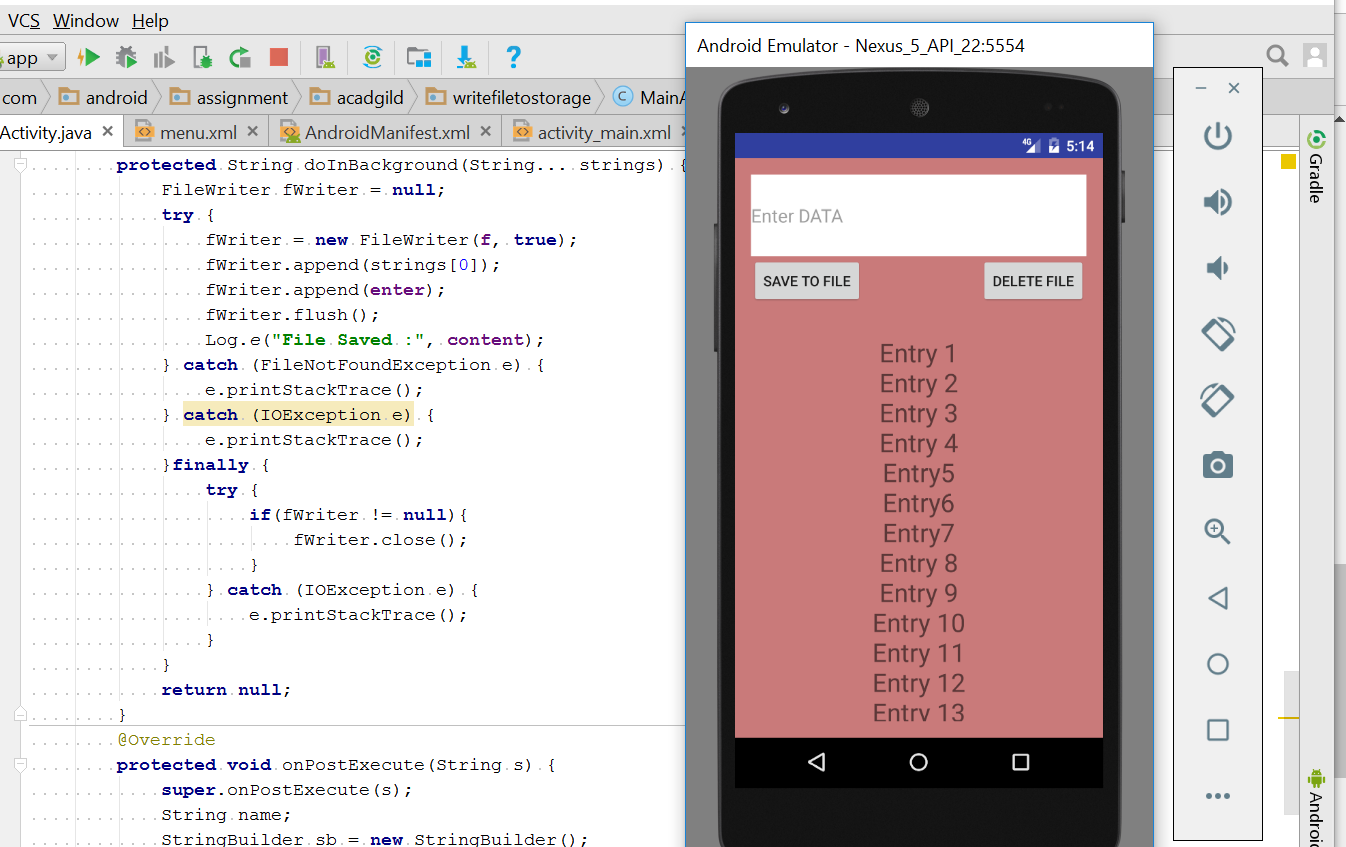 VCS Window Help
app
com android assignment acadgild writefiletostorage C
Activity.java menu.xml AndroidManifest.xml activity_main.xml
protected String doInBackground(String... strings) {
FileWriter fWriter = null;
try {
fWriter = new FileWriter(f, true);
fWriter.append(strings[0]);
fWriter.append(enter);
fWriter.flush();
Log.e("File Saved :", content);
} catch (FileNotFoundException e) {
e.printStackTrace();
} catch (IOException e) {
e.printStackTrace();
}finally {
try {
if(fWriter != null){
fWriter.close();
}
} catch (IOException e) {
e.printStackTrace();
}
}
return null;
}
@Override
protected void onPostExecute(String s) {
super.onPostExecute(s);
String name;
StringBuilder sb = new StringBuilder();
Android Emulator - Nexus_5_API_22:5554
4G 5:14
Enter DATA
SAVE TO FILE DELETE FILE
Entry 1
Entry 2
Entry 3
Entry 4
Entry5
Entry6
Entry7
Entry 8
Entry 9
Entry 10
Entry 11
Entry 12
Entry 13
Gradle